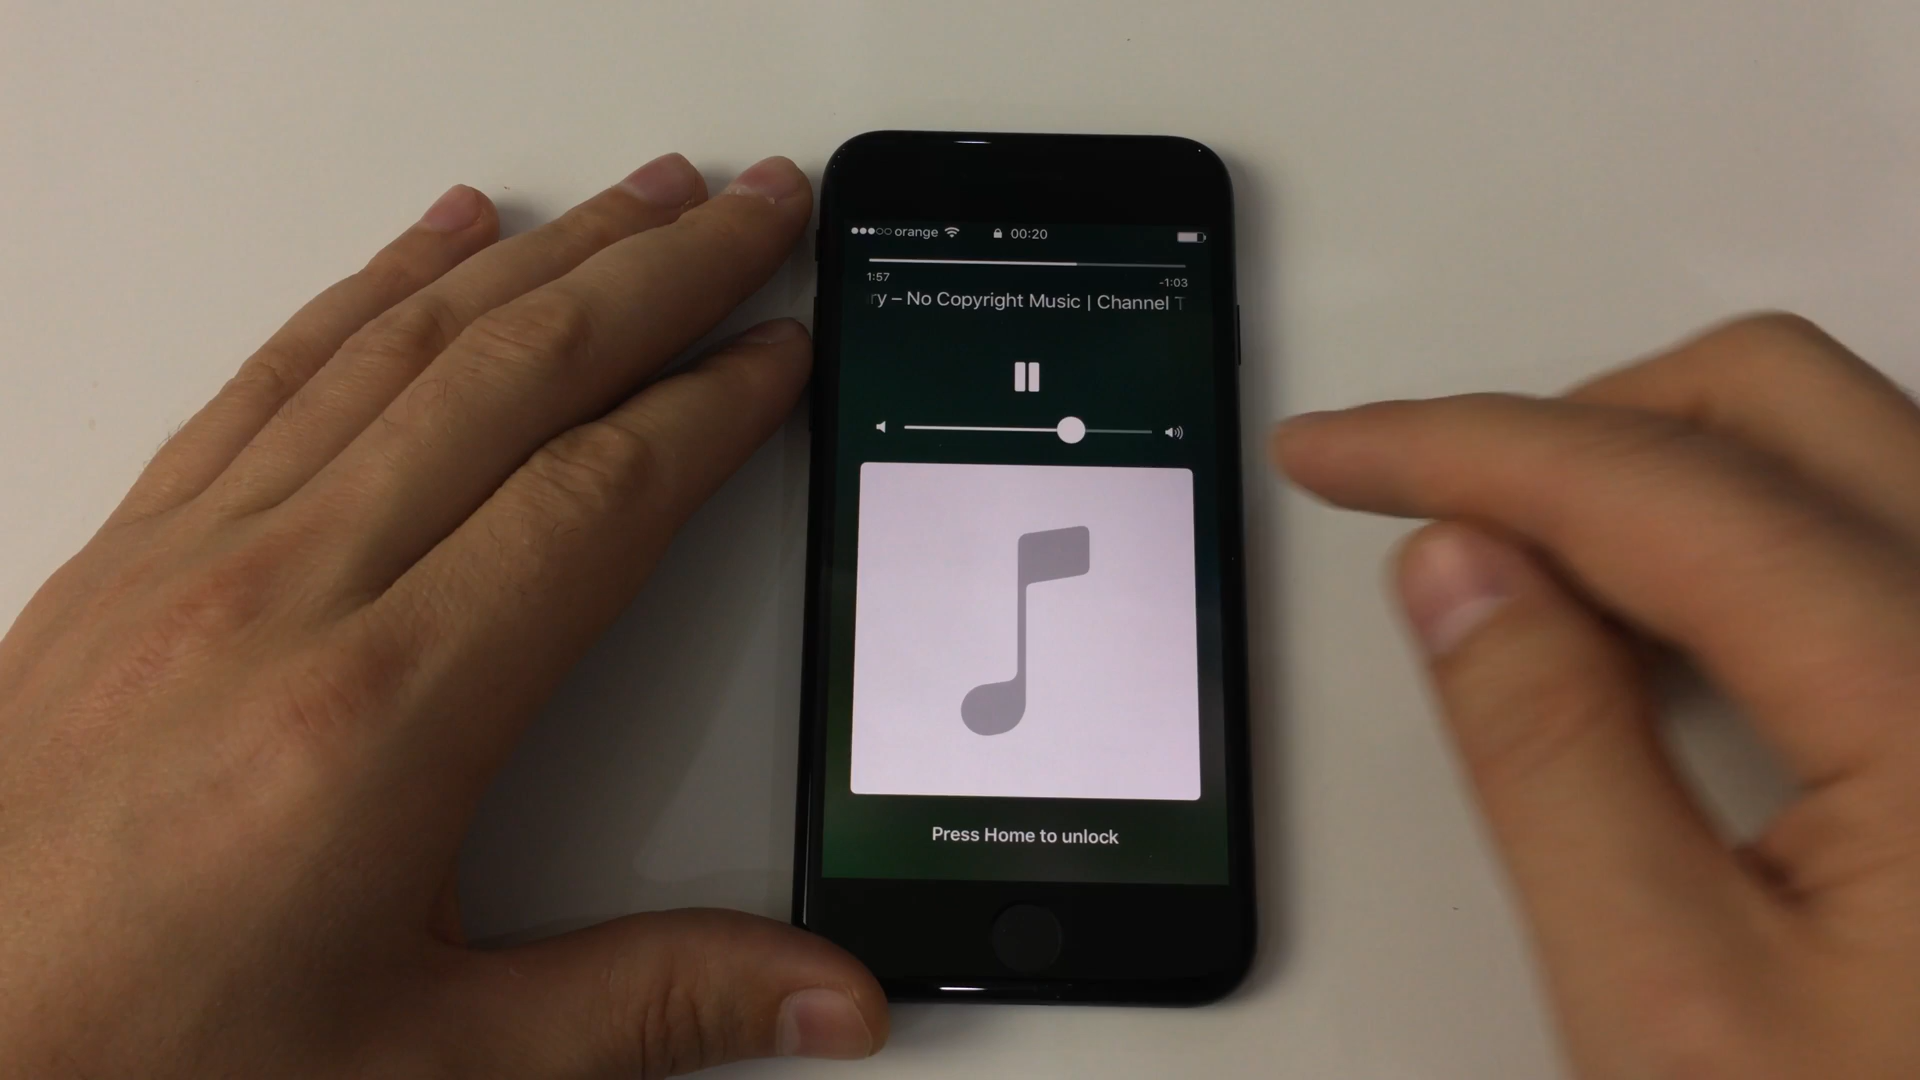 orange 00:20
1:57 -1:03
ry – No Copyright Music | Channel T
Press Home to unlock